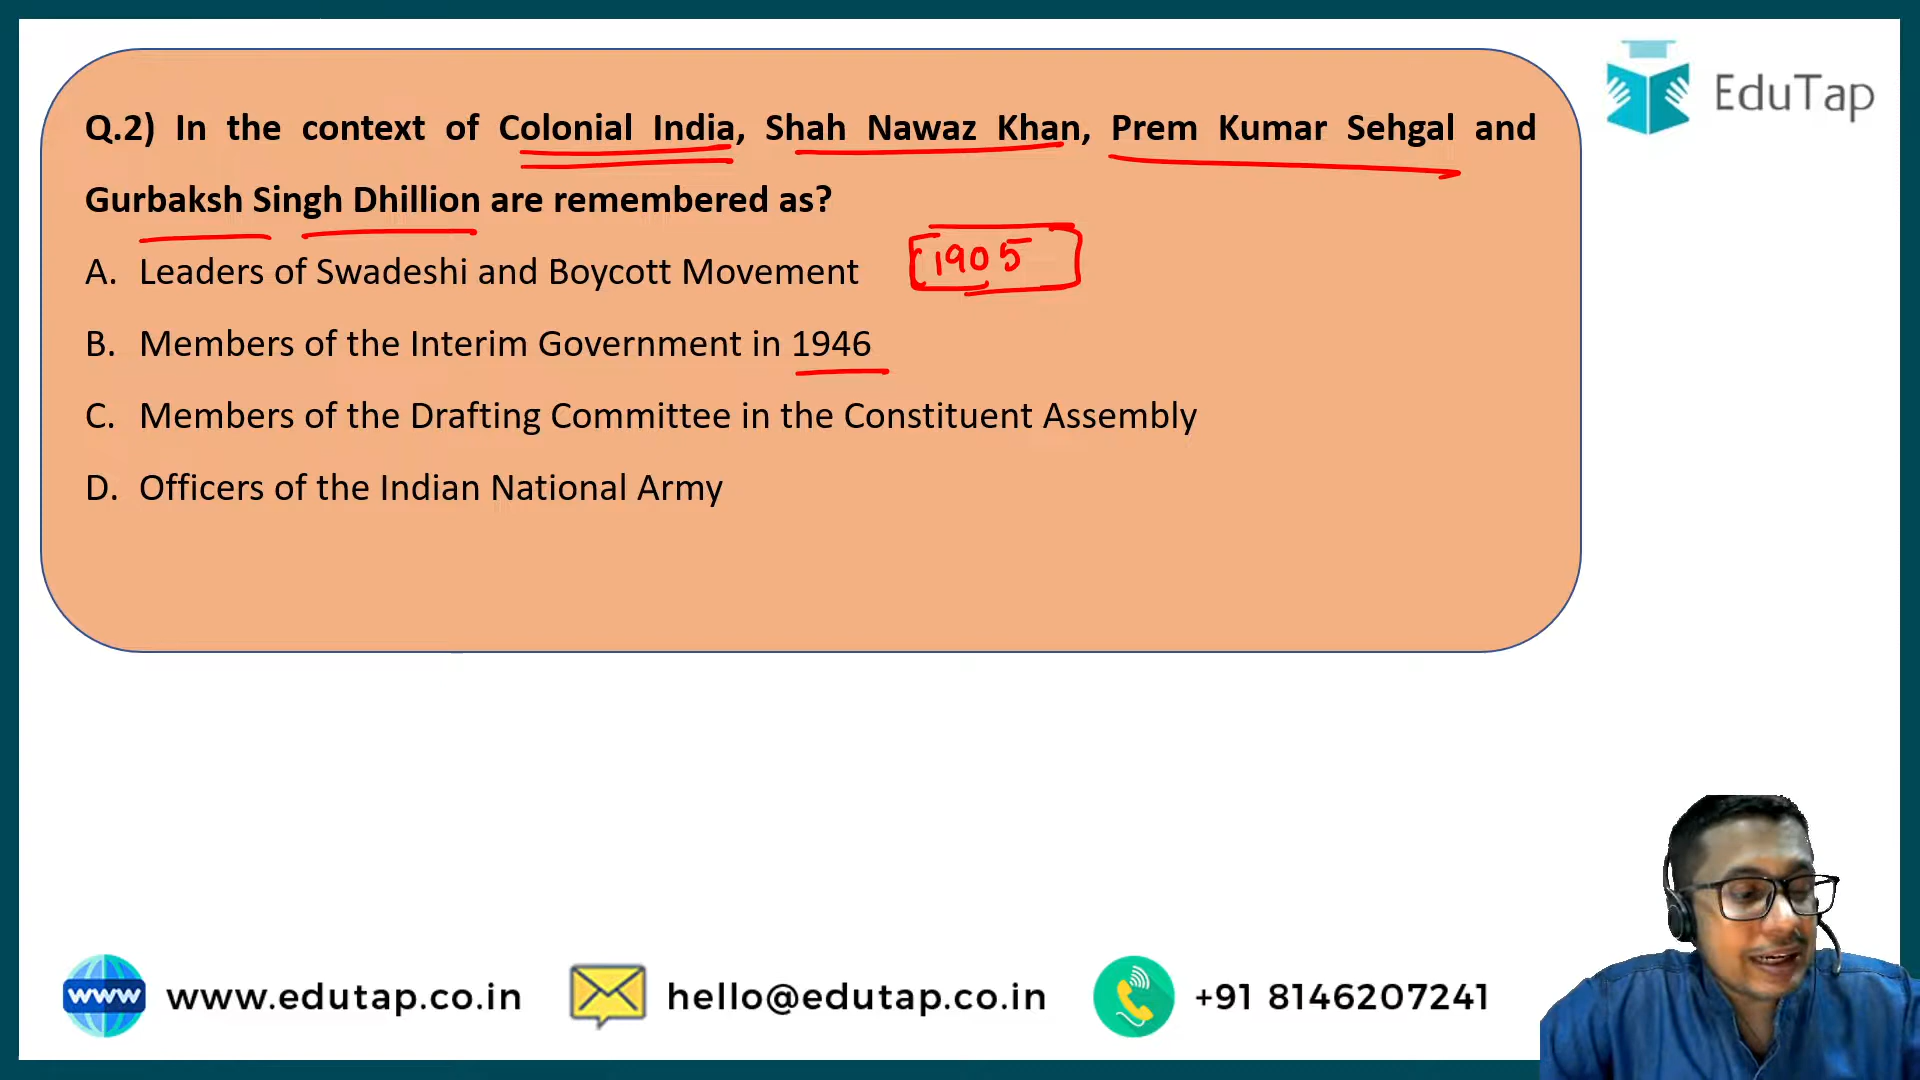 EduTap
Q.2) In the context of Colonial India, Shah Nawaz Khan, Prem Kumar Sehgal and
Gurbaksh Singh Dhillion are remembered as?
A. Leaders of Swadeshi and Boycott Movement 1905
B. Members of the Interim Government in 1946
C. Members of the Drafting Committee in the Constituent Assembly
D. Officers of the Indian National Army
www www.edutap.co.in hello@edutap.co.in +91 8146207241